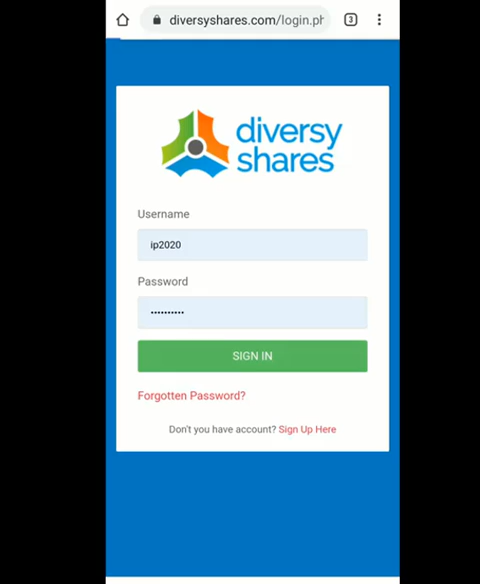 diversyshares.com/login.ph
3
diversy
shares
Username
ip2020
Password
••••••••••
SIGN IN
Forgotten Password?
Don't you have account? Sign Up Here